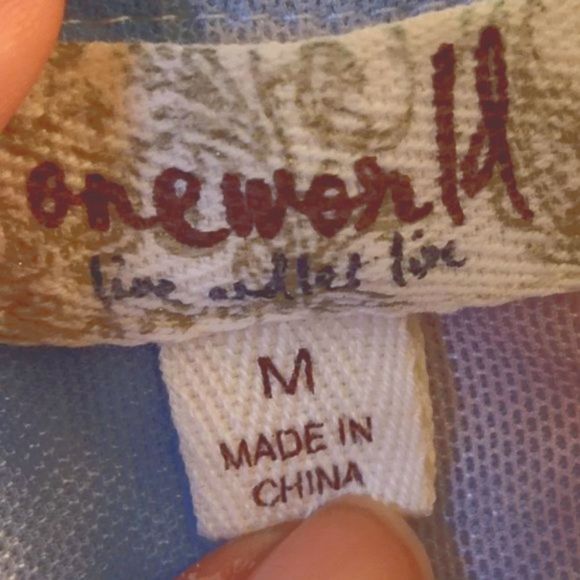 oneworld
live and let live
M
MADE IN
CHINA